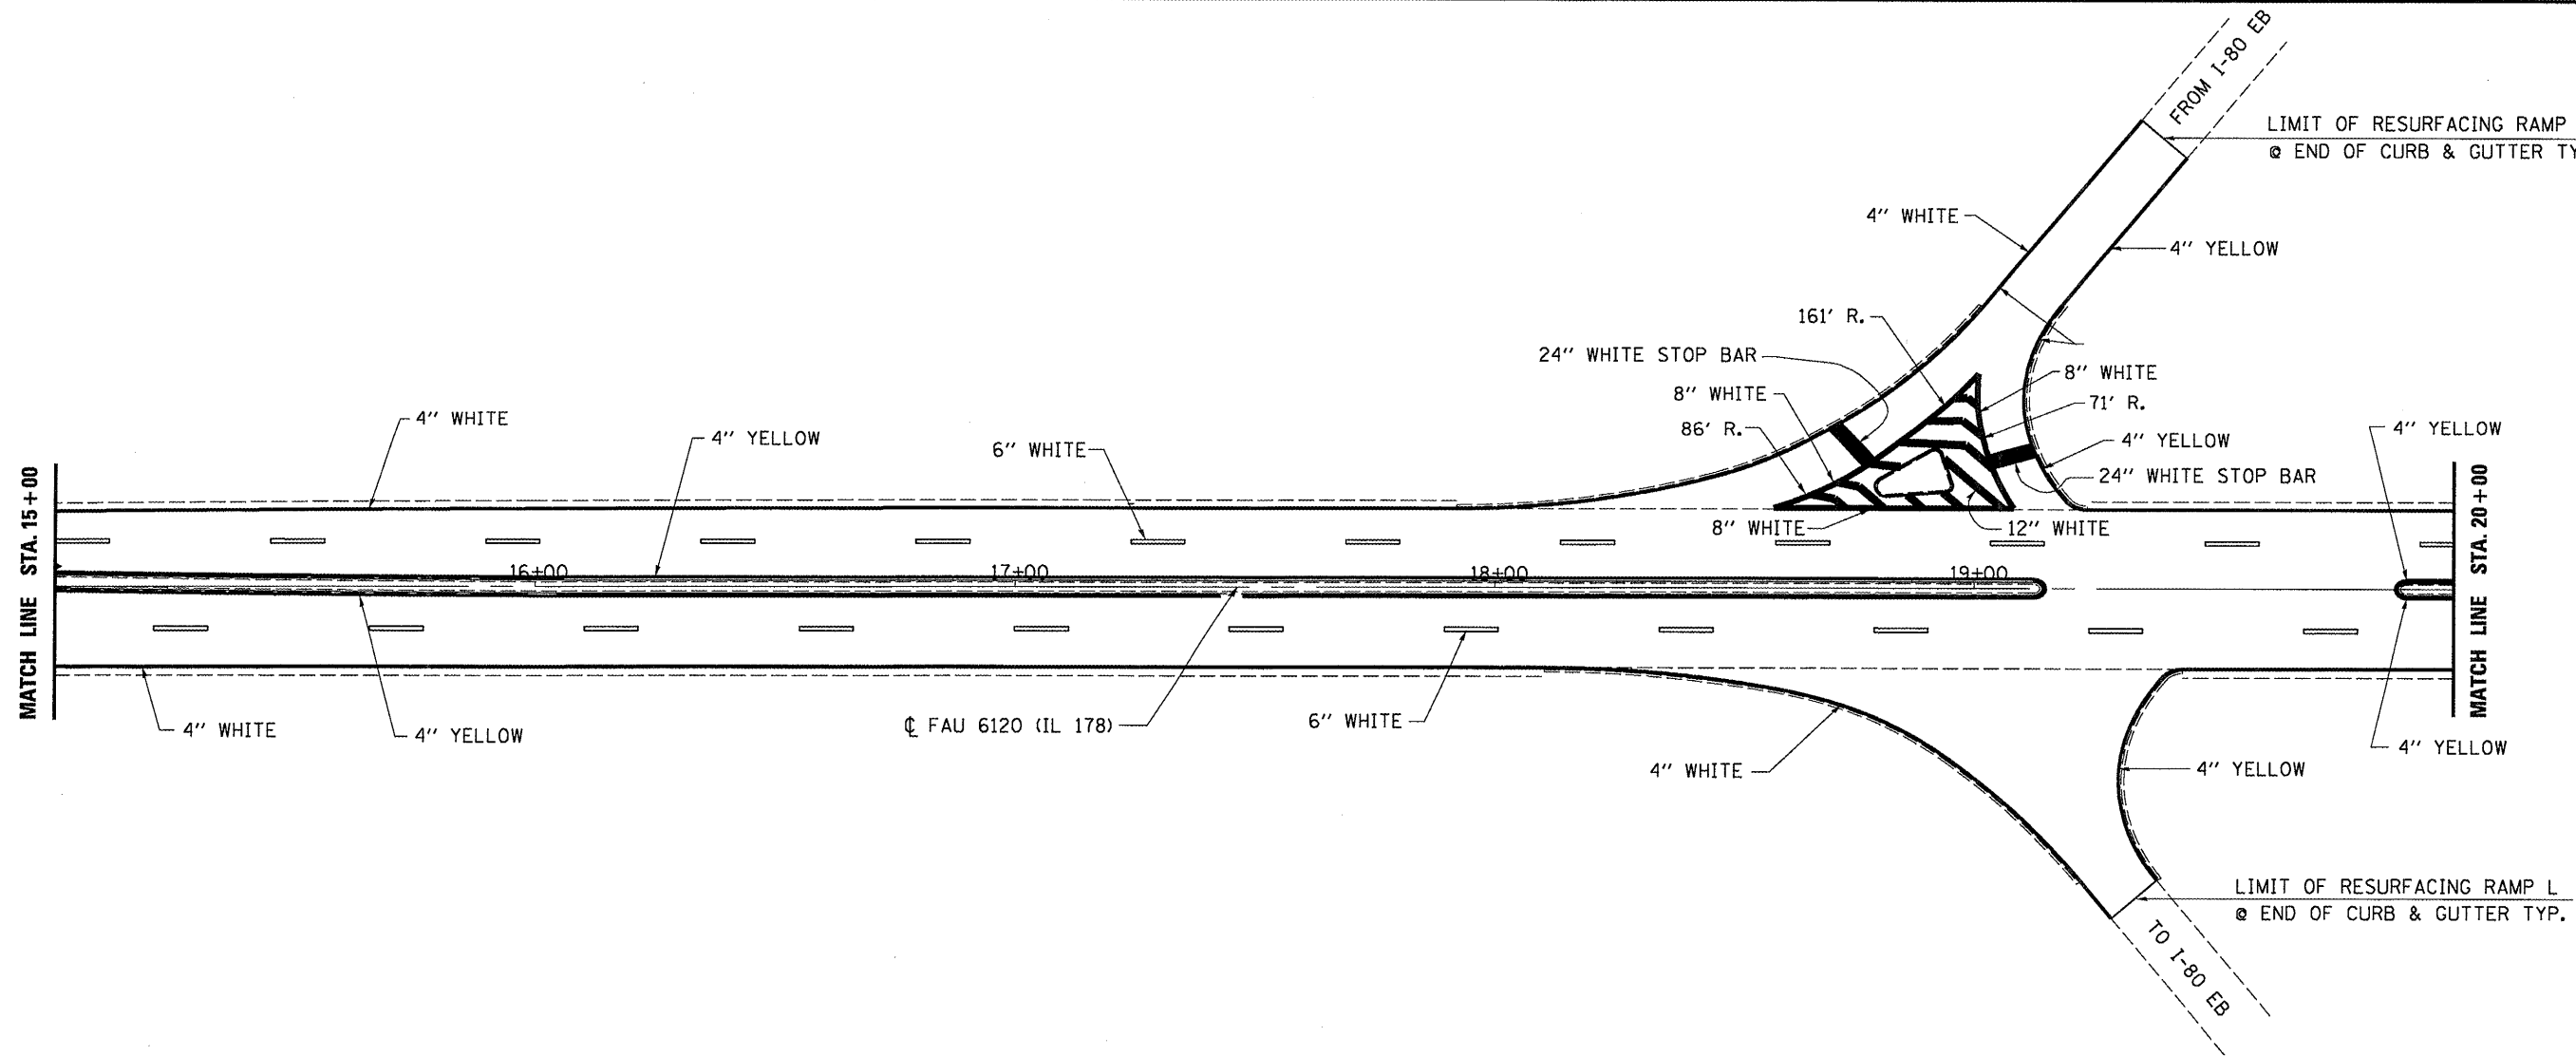 FROM I-80 EB
LIMIT OF RESURFACING RAMP
@ END OF CURB & GUTTER TY
4" WHITE
4" YELLOW
161' R.
24" WHITE STOP BAR
8" WHITE
8" WHITE
71' R.
86' R.
4" YELLOW
24" WHITE STOP BAR
4" WHITE
4" YELLOW
6" WHITE
4" YELLOW
8" WHITE
12" WHITE
MATCH LINE STA. 15+00
16+00
17+00
18+00
19+00
MATCH LINE STA. 20+00
4" WHITE
4" YELLOW
℄ FAU 6120 (IL 178)
6" WHITE
4" WHITE
4" YELLOW
4" YELLOW
LIMIT OF RESURFACING RAMP L
@ END OF CURB & GUTTER TYP.
TO I-80 EB